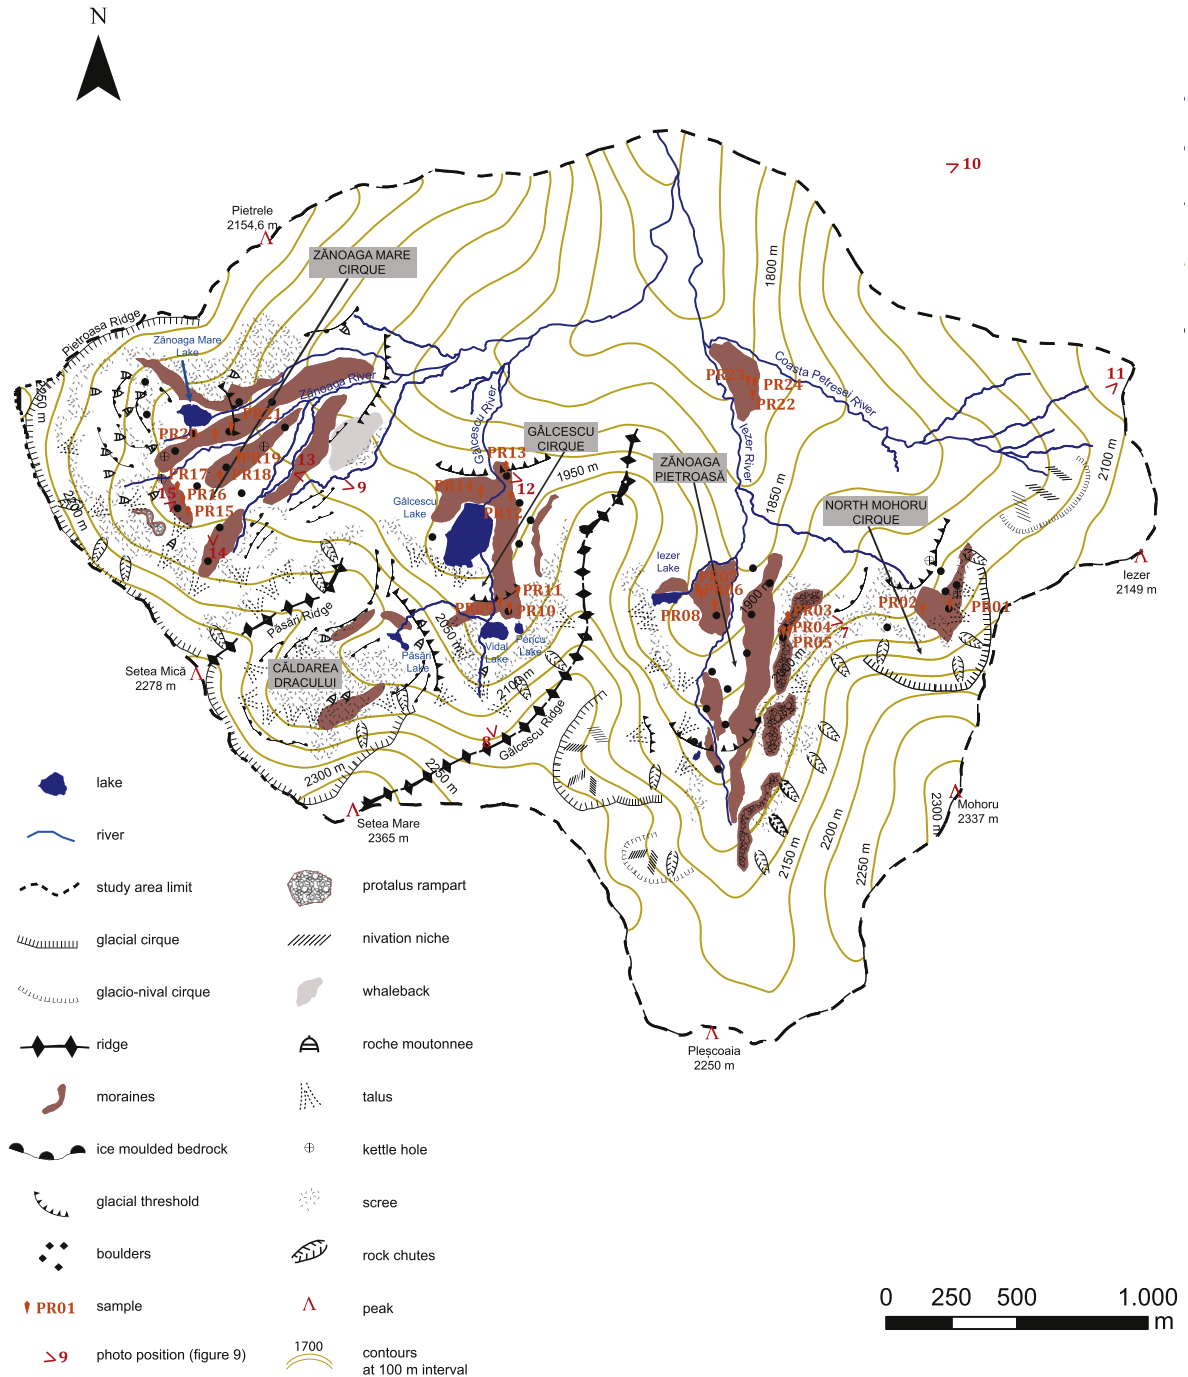 N
10
Pietrele
2154,6 m
ZĂNOAGA MARE
CIRQUE
1800 m
Pietroasa Ridge
Zănoaga Mare
Lake
Zănoaga River
Coasta Petresei River
11
2250 m
PR23
PR24
PR22
PR21
PR20
Gâlcescu River
GÂLCESCU
CIRQUE
Iezer River
PR19
13
PR17
PR18
PR13
1950 m
ZĂNOAGA
PIETROASĂ
2100 m
15
PR16
9
PR14
12
2200 m
PR15
Gâlcescu
Lake
PR12
1850 m
NORTH MOHORU
CIRQUE
14
Iezer
Lake
Iezer
2149 m
PR07
PR06
PR11
1900 m
PR09
PR10
PR08
PR03
PR02
PR01
Păsări Ridge
2050 m
PR04
7
PR05
Păsări
Lake
Vidal
Lake
Pencu
Lake
Setea Mică
2278 m
CĂLDAREA
DRACULUI
2100 m
8
Gâlcescu Ridge
2300 m
2250 m
lake
Setea Mare
2365 m
Mohoru
2337 m
2300 m
2200 m
2150 m
2250 m
river
study area limit
protalus rampart
glacial cirque
nivation niche
glacio-nival cirque
whaleback
ridge
roche moutonnee
Pleșcoaia
2250 m
moraines
talus
ice moulded bedrock
kettle hole
glacial threshold
scree
boulders
rock chutes
PR01
sample
peak
0 250 500 1.000
m
9
photo position (figure 9)
1700
contours
at 100 m interval